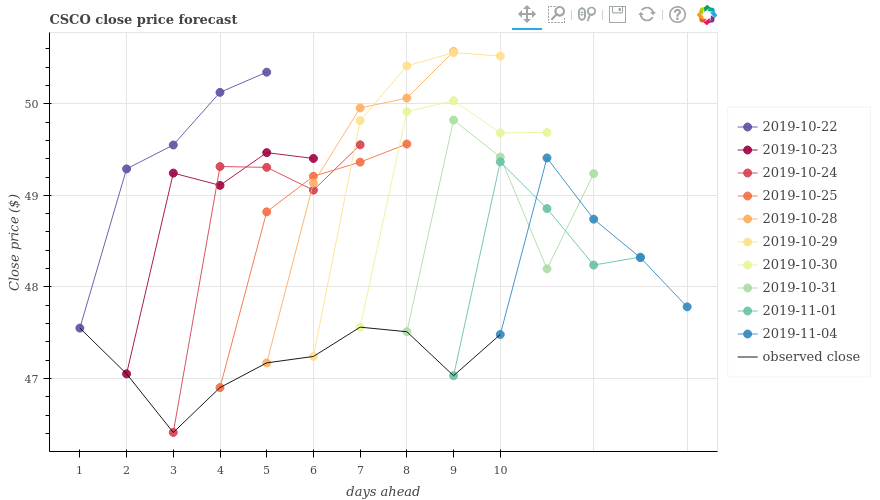 CSCO close price forecast
Close price ($)
50
49
48
47
1 2 3 4 5 6 7 8 9 10
days ahead
2019-10-22
2019-10-23
2019-10-24
2019-10-25
2019-10-28
2019-10-29
2019-10-30
2019-10-31
2019-11-01
2019-11-04
observed close